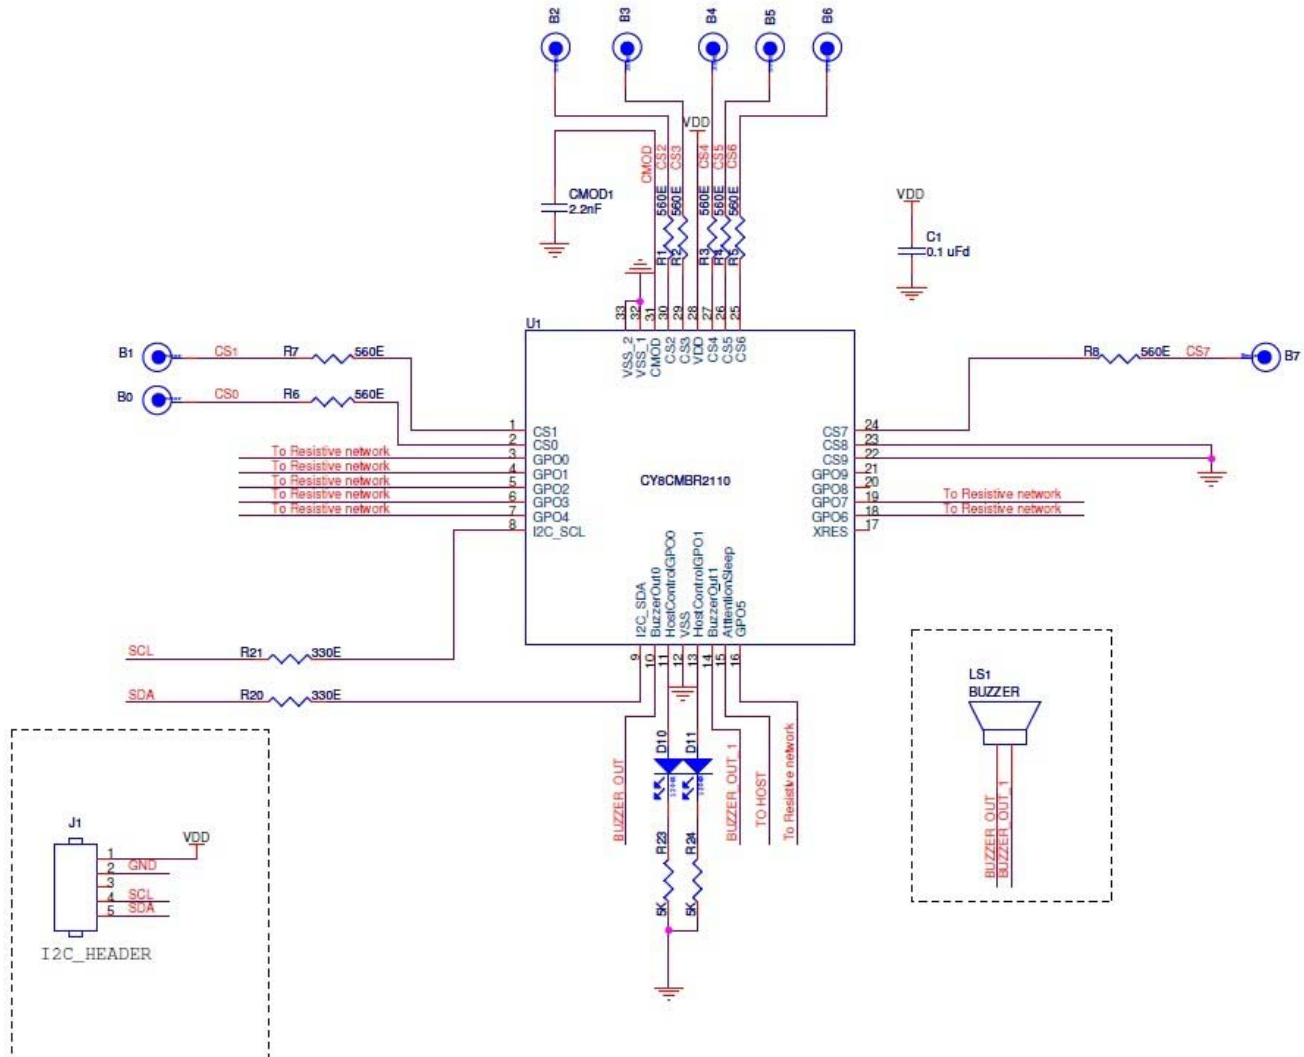 B2
B3
B4
B5
B6
VDD
CMOD
CS2
CS3
CS4
CS5
CS6
CMOD1
2.2nF
560E
560E
560E
560E
560E
R1
R2
R3
R4
R5
VDD
C1
0.1 uFd
33
32
31
30
29
28
27
26
25
U1
VSS_2
VSS_1
CMOD
CS2
CS3
VDD
CS4
CS5
CS6
B1 CS1 R7 560E
B0 CS0 R6 560E
R8 560E CS7 B7
1 CS1
2 CS0
3 GPO0
4 GPO1
5 GPO2
6 GPO3
7 GPO4
8 I2C_SCL
To Resistive network
To Resistive network
To Resistive network
To Resistive network
To Resistive network
CY8CMBR2110
CS7 24
CS8 23
CS9 22
GPO9 21
GPO8 20
GPO7 19
GPO6 18
XRES 17
To Resistive network
To Resistive network
I2C_SDA
BuzzerOut0
HostControlGPO0
VSS
HostControlGPO1
BuzzerOut1
AtttentionSleep
GPO5
9
10
11
12
13
14
15
16
SCL R21 330E
SDA R20 330E
BUZZER_OUT
D10
D11
BUZZER_OUT_1
TO HOST
To Resistive network
R23
R24
5K
5K
LS1
BUZZER
BUZZER_OUT
BUZZER_OUT_1
J1
VDD
1
2 GND
3
4 SCL
5 SDA
I2C_HEADER